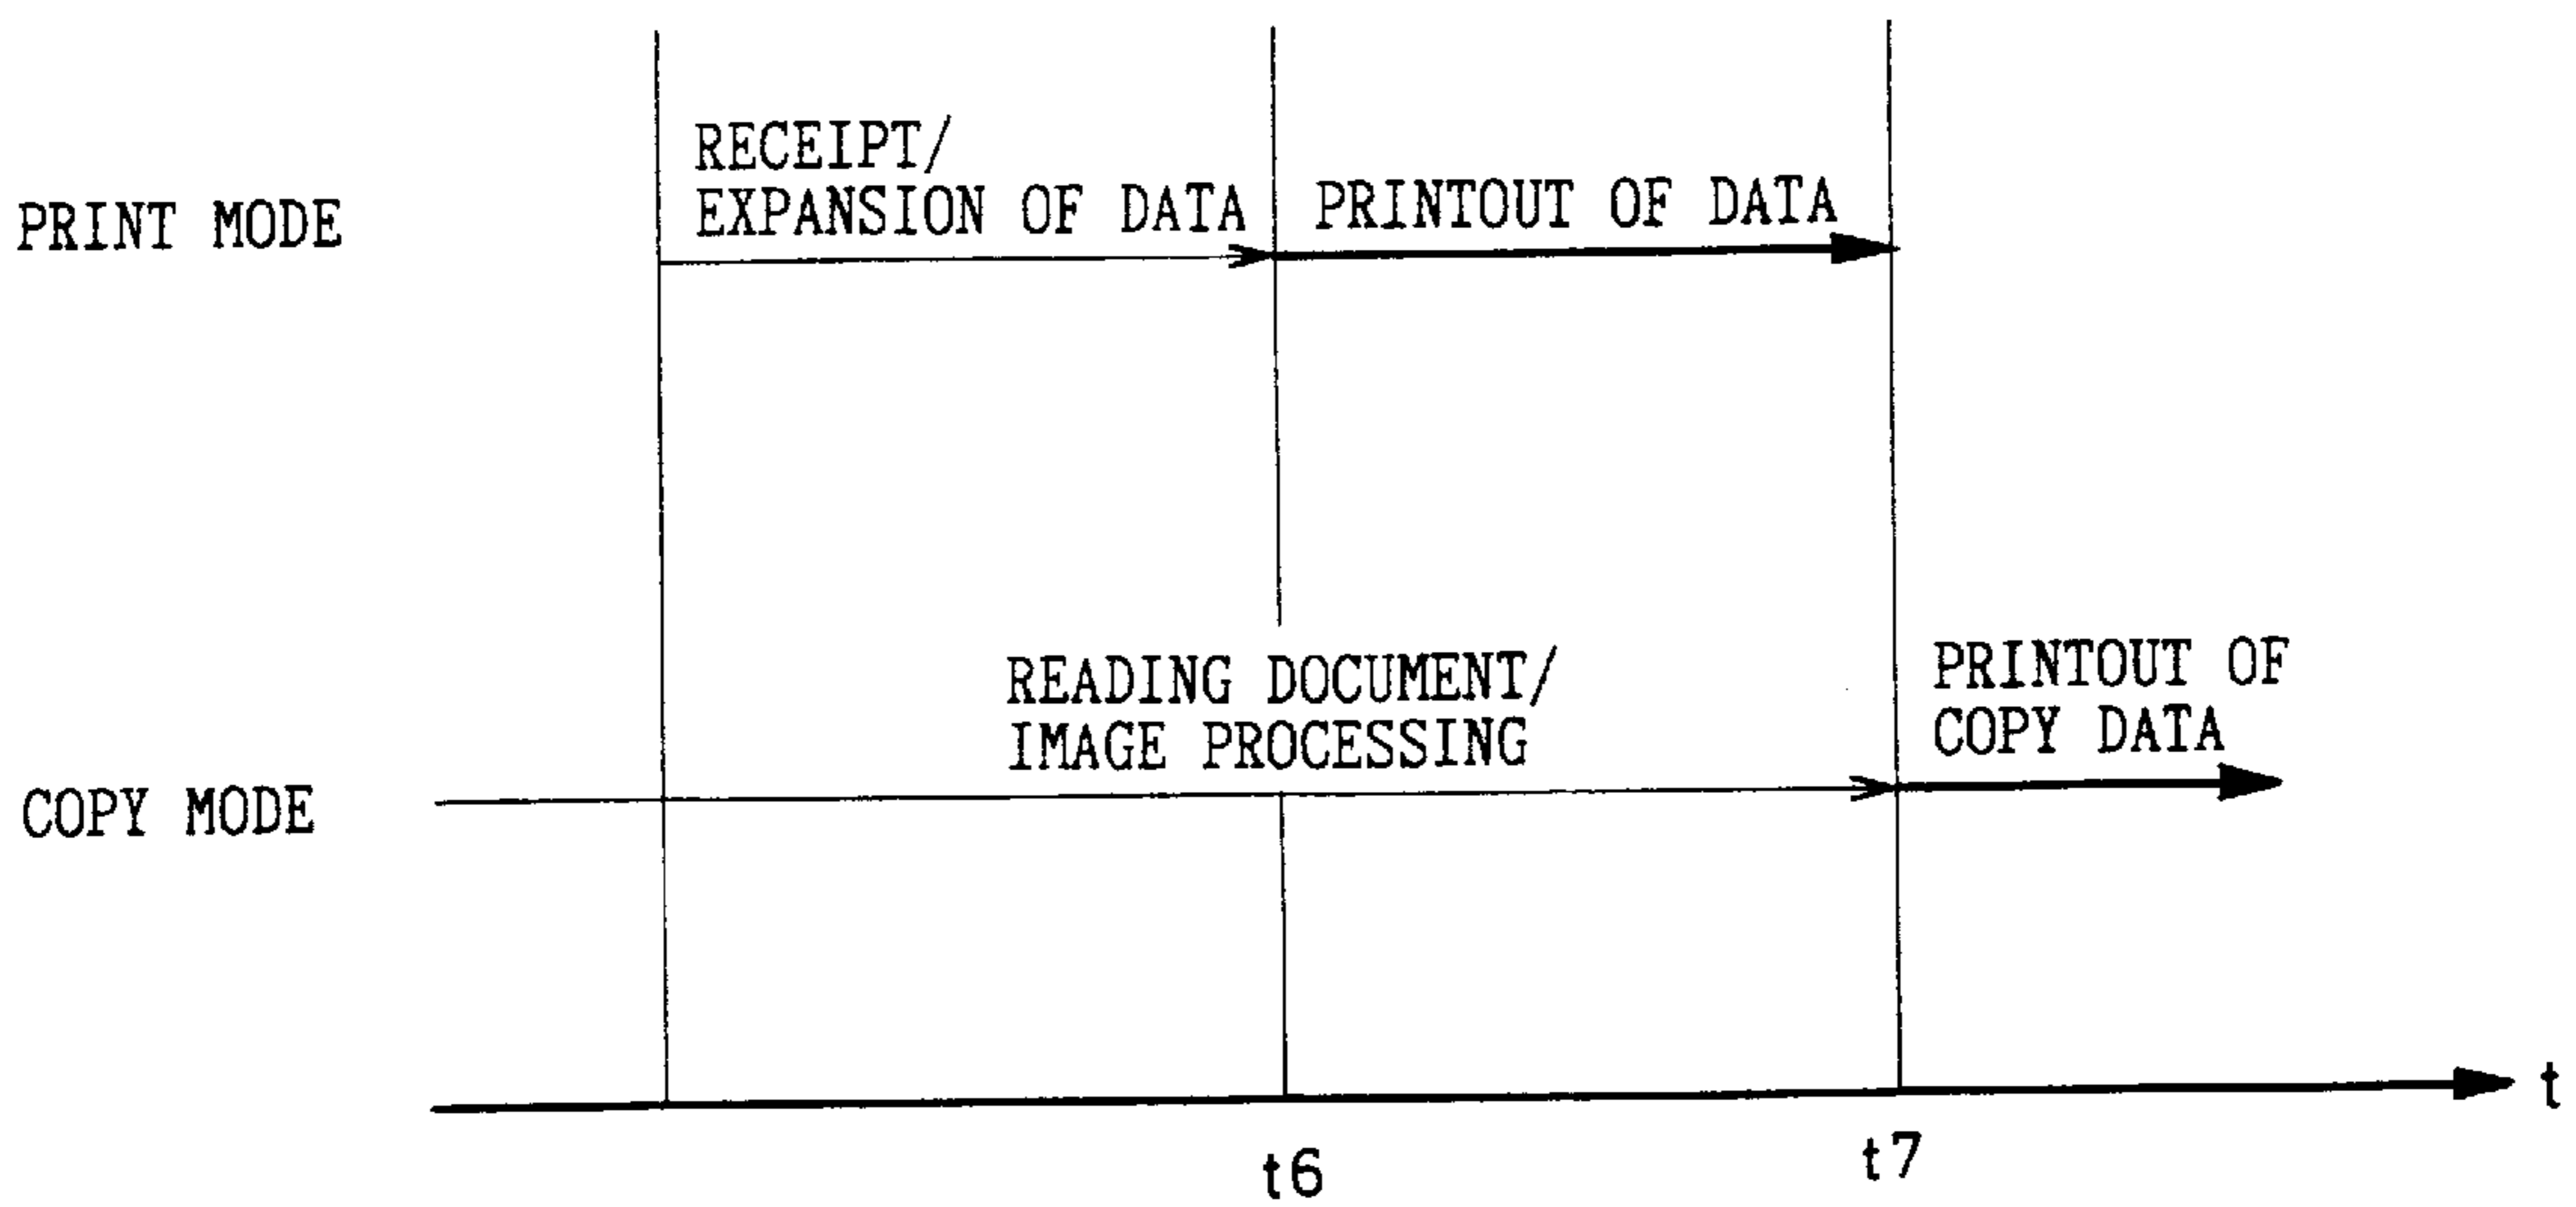 RECEIPT/
EXPANSION OF DATA
PRINTOUT OF DATA
PRINT MODE
READING DOCUMENT/
IMAGE PROCESSING
PRINTOUT OF
COPY DATA
COPY MODE
t
t6
t7